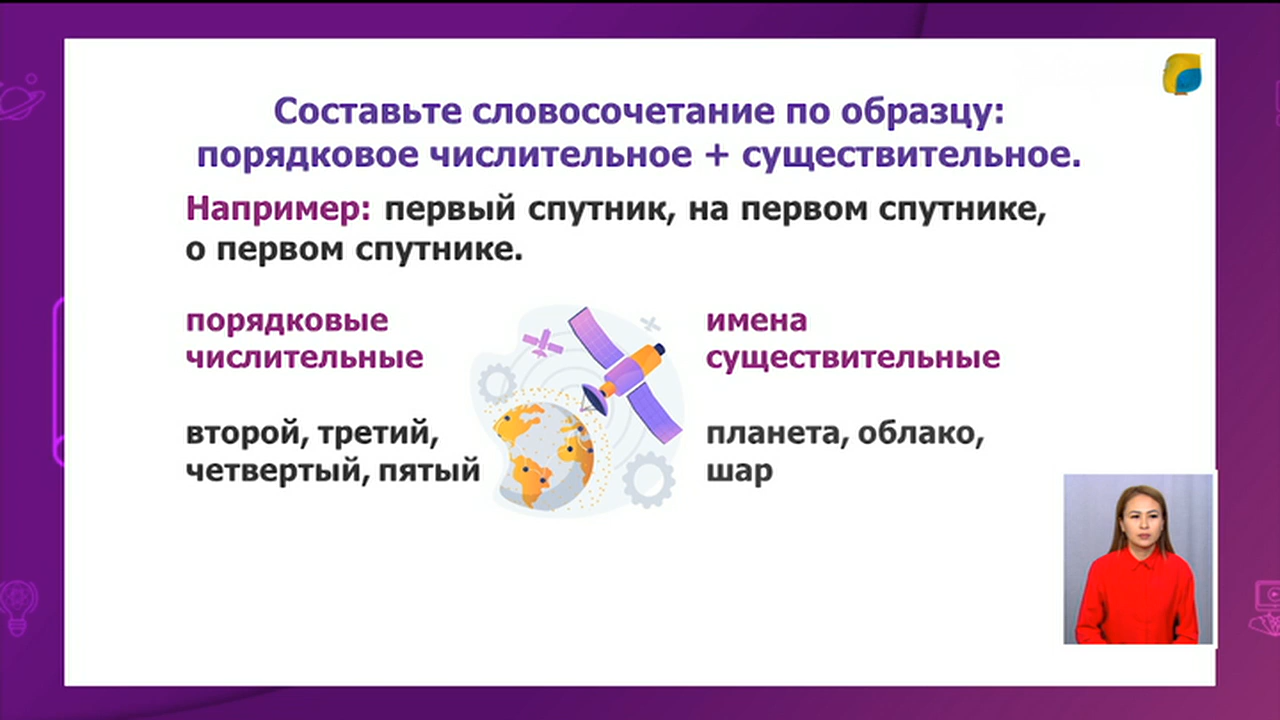 Составьте словосочетание по образцу:
порядковое числительное + существительное.
Например: первый спутник, на первом спутнике,
о первом спутнике.
порядковые
числительные
второй, третий,
четвертый, пятый
имена
существительные
планета, облако,
шар